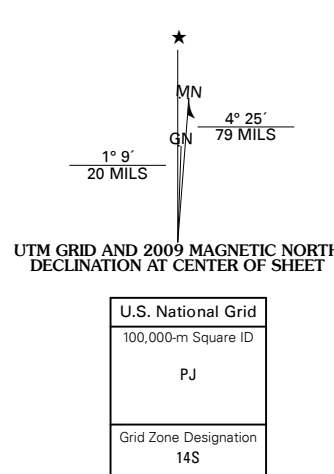 ★
MN
GN
4° 25´
79 MILS
1° 9´
20 MILS
UTM GRID AND 2009 MAGNETIC NORTH
DECLINATION AT CENTER OF SHEET
U.S. National Grid
100,000-m Square ID
PJ
Grid Zone Designation
14S